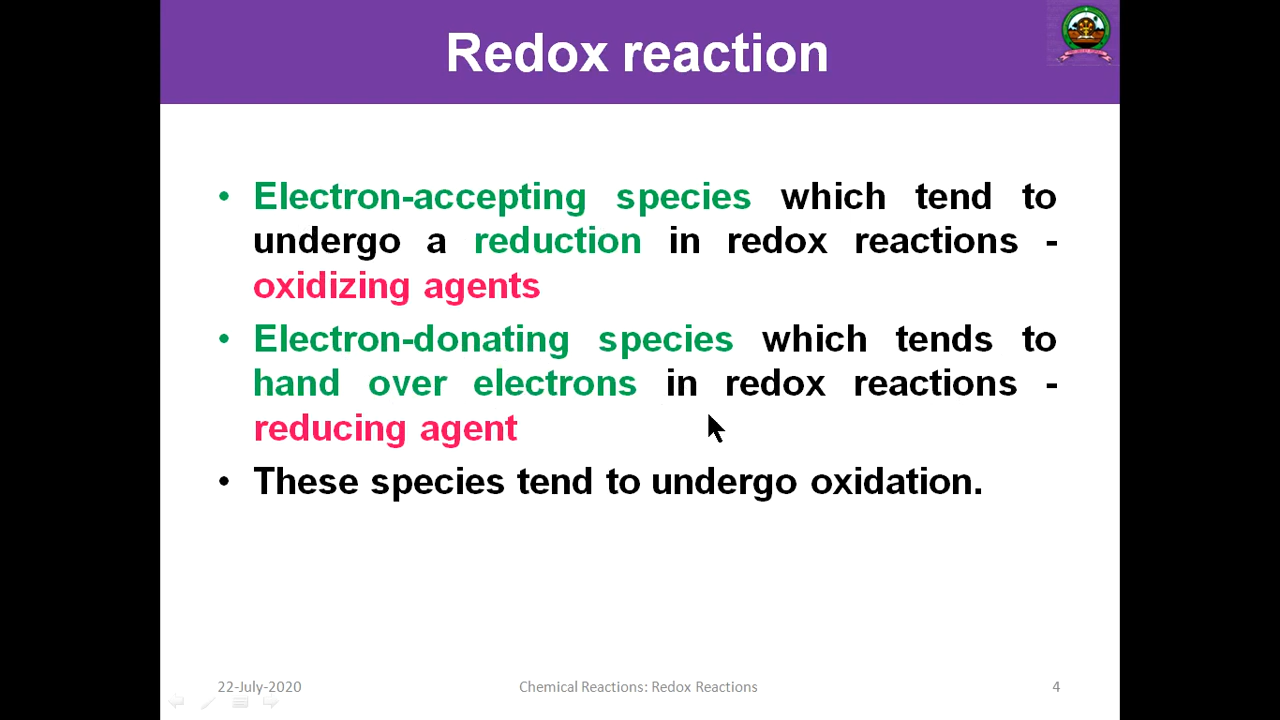 Redox reaction
• Electron-accepting species which tend to
undergo a reduction in redox reactions -
oxidizing agents
• Electron-donating species which tends to
hand over electrons in redox reactions -
reducing agent
• These species tend to undergo oxidation.
22-July-2020
Chemical Reactions: Redox Reactions
4